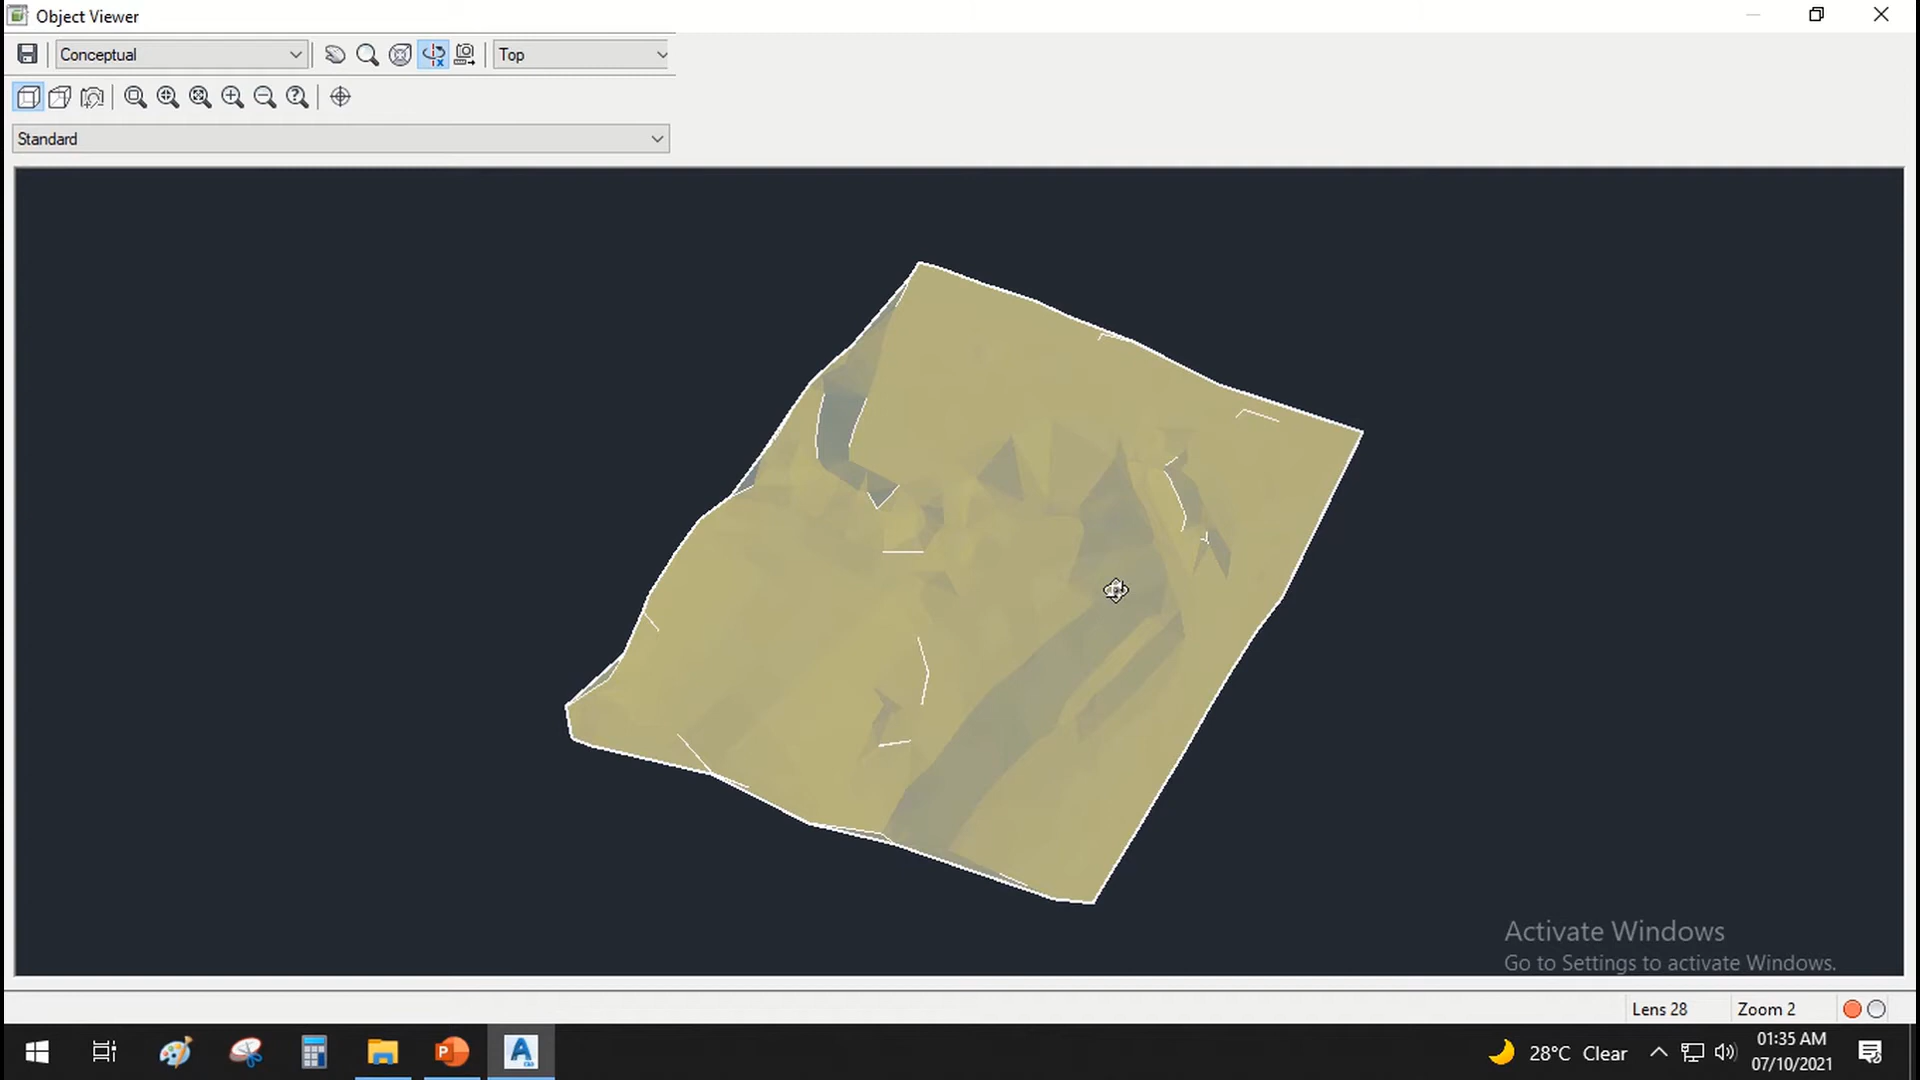 Object Viewer
Conceptual
Top
Standard
Activate Windows
Go to Settings to activate Windows.
Lens 28
Zoom 2
28°C Clear
01:35 AM
07/10/2021